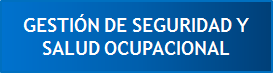 GESTIÓN DE SEGURIDAD Y
SALUD OCUPACIONAL